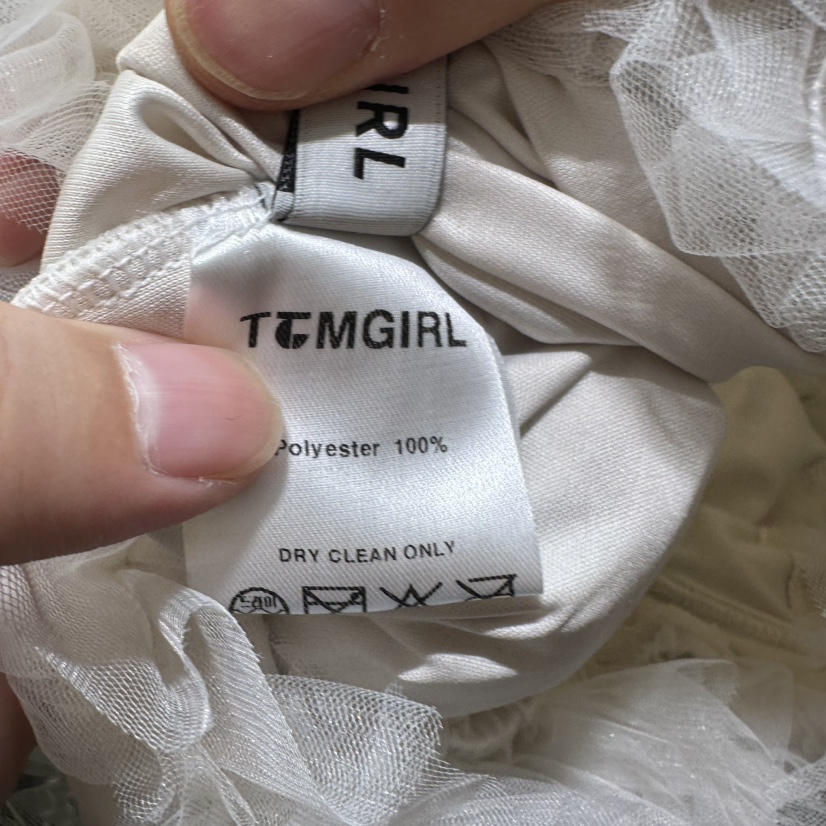 IRL
TCMGIRL
Polyester 100%
DRY CLEAN ONLY